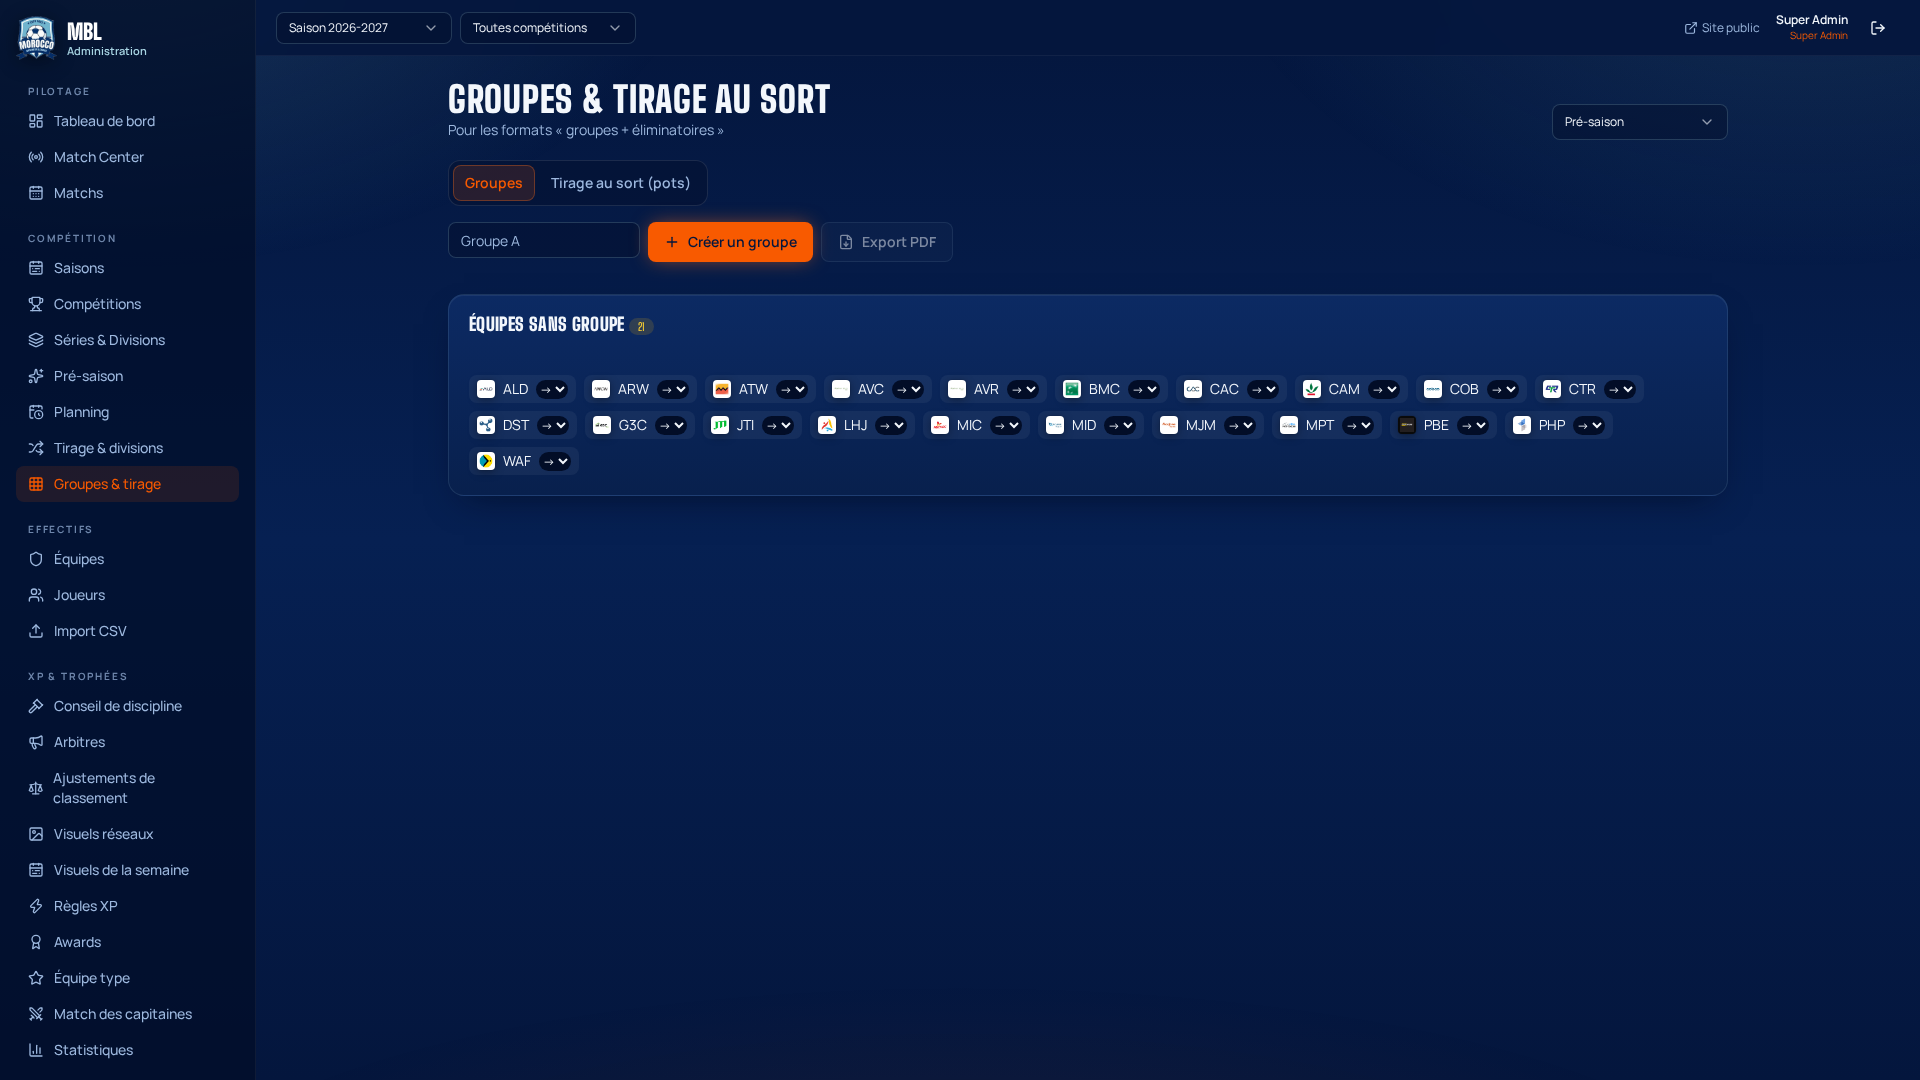 MBL
Administration
PILOTAGE
Tableau de bord
Match Center
Matchs
COMPÉTITION
Saisons
Compétitions
Séries & Divisions
Pré-saison
Planning
Tirage & divisions
Groupes & tirage
EFFECTIFS
Équipes
Joueurs
Import CSV
XP & TROPHÉES
Conseil de discipline
Arbitres
Ajustements de
classement
Visuels réseaux
Visuels de la semaine
Règles XP
Awards
Équipe type
Match des capitaines
Statistiques
Saison 2026-2027
Toutes compétitions
Site public
Super Admin
Super Admin
GROUPES & TIRAGE AU SORT
Pour les formats « groupes + éliminatoires »
Pré-saison
Groupes
Tirage au sort (pots)
Groupe A
Créer un groupe
Export PDF
ÉQUIPES SANS GROUPE 21
ALD → ARW → ATW → AVC → AVR → BMC → CAC → CAM → COB → CTR →
DST → G3C → JTI → LHJ → MIC → MID → MJM → MPT → PBE → PHP →
WAF →